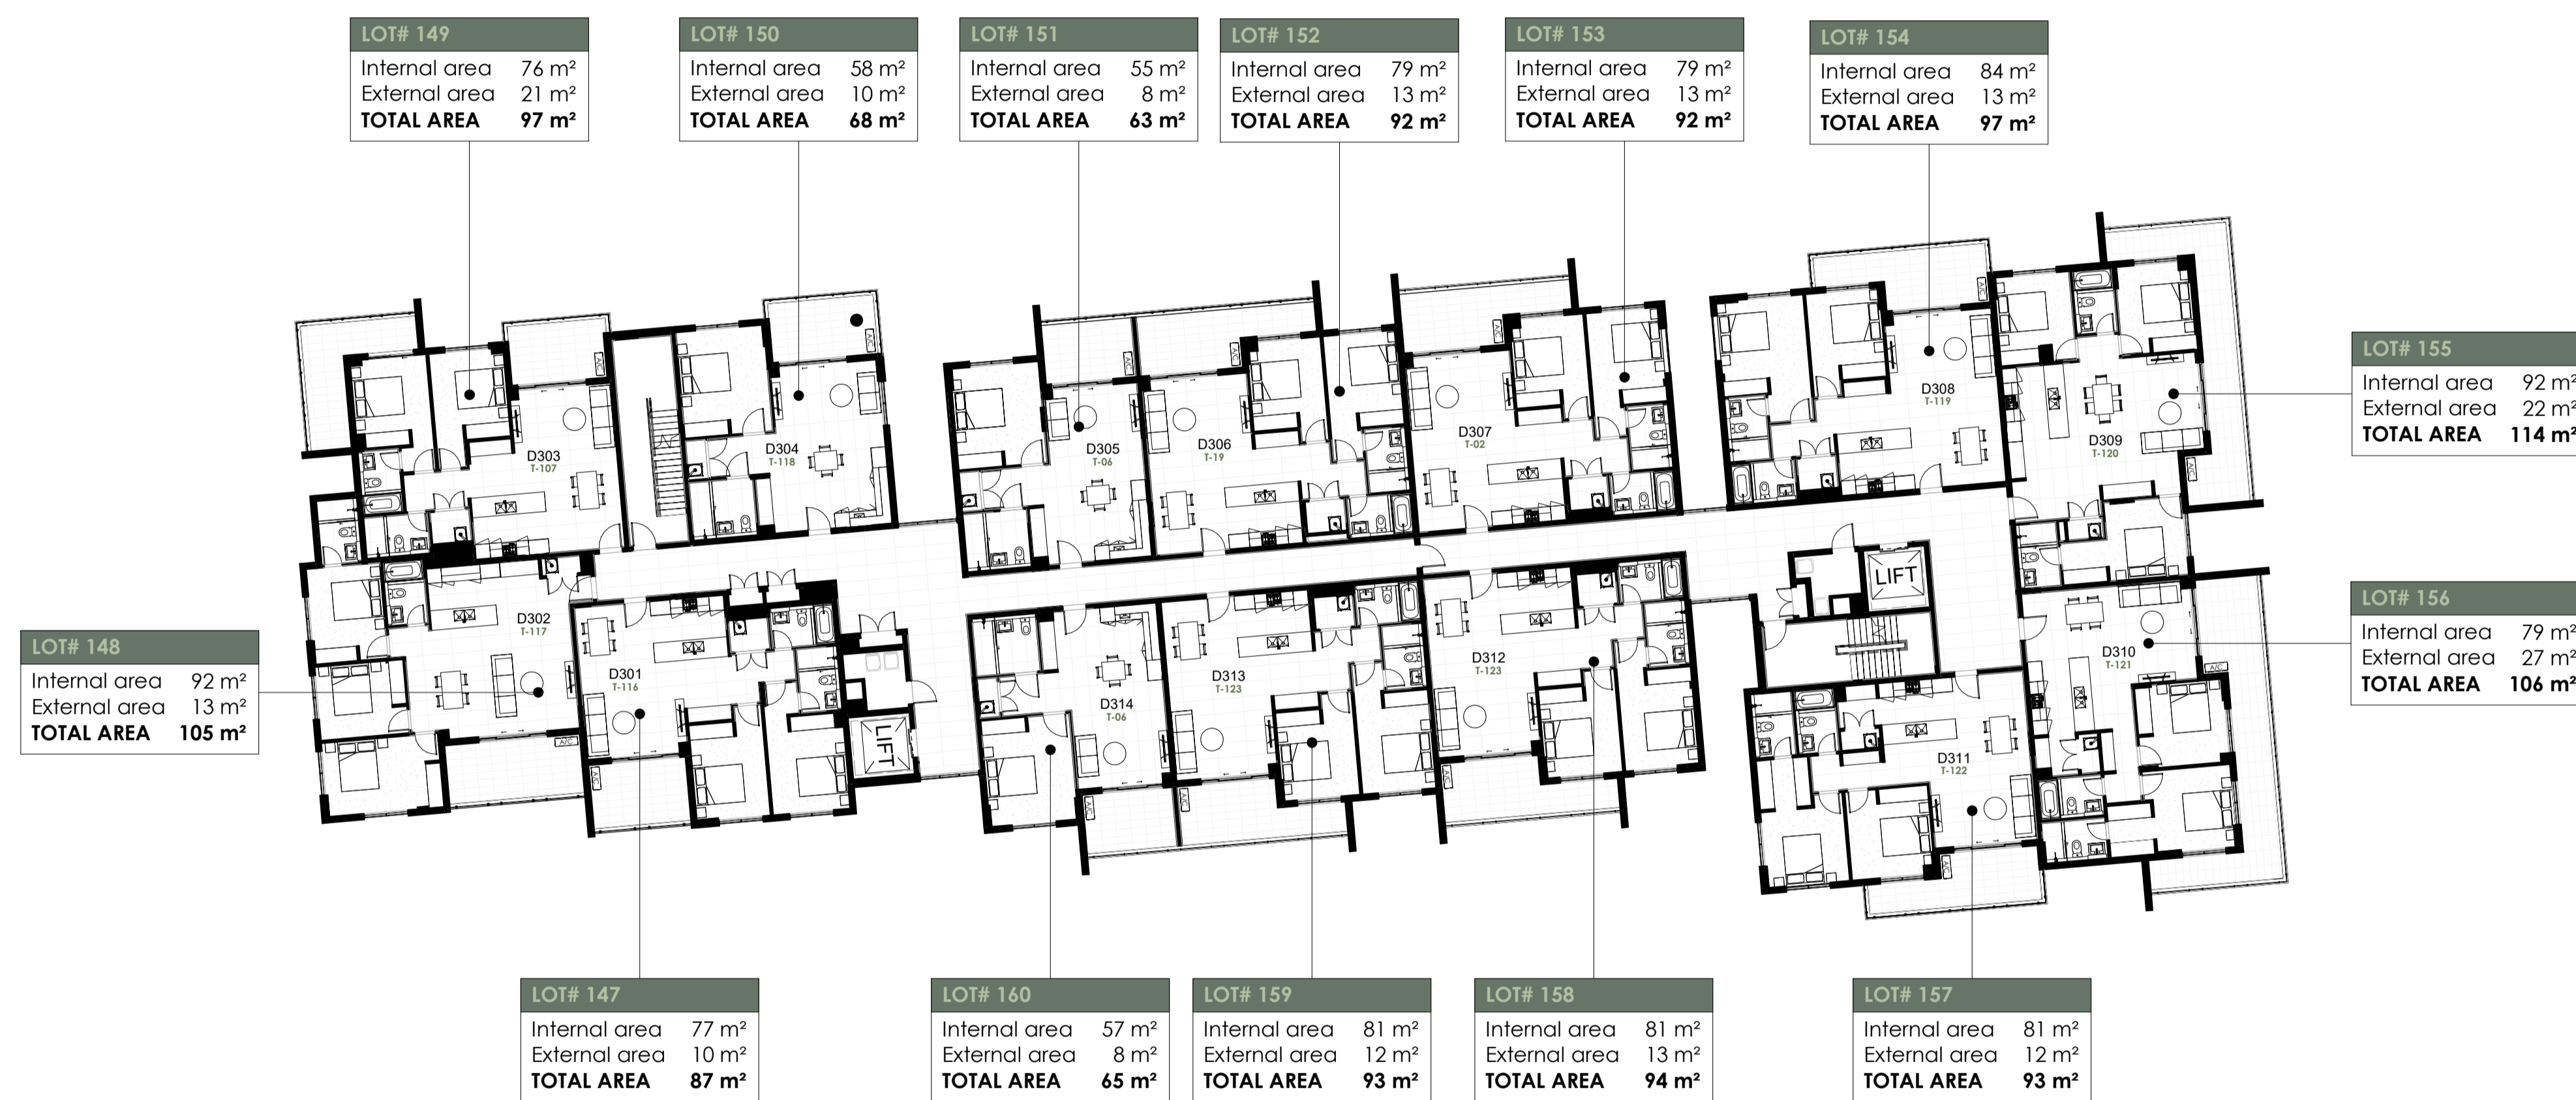 LOT# 149
Internal area 76 m²
External area 21 m²
TOTAL AREA 97 m²
LOT# 150
Internal area 58 m²
External area 10 m²
TOTAL AREA 68 m²
LOT# 151
Internal area 55 m²
External area 8 m²
TOTAL AREA 63 m²
LOT# 152
Internal area 79 m²
External area 13 m²
TOTAL AREA 92 m²
LOT# 153
Internal area 79 m²
External area 13 m²
TOTAL AREA 92 m²
LOT# 154
Internal area 84 m²
External area 13 m²
TOTAL AREA 97 m²
LOT# 155
Internal area 92 m²
External area 22 m²
TOTAL AREA 114 m²
D303
T-107
D304
T-118
D305
T-06
D306
T-19
D307
T-02
D308
T-119
D309
T-120
A/C
A/C
A/C
A/C
A/C
A/C
A/C
LIFT
LOT# 156
Internal area 79 m²
External area 27 m²
TOTAL AREA 106 m²
LOT# 148
Internal area 92 m²
External area 13 m²
TOTAL AREA 105 m²
D302
T-117
D301
T-116
D314
T-06
D313
T-123
D312
T-123
D311
T-122
D310
T-121
LIFT
A/C
A/C
A/C
A/C
A/C
A/C
A/C
LOT# 147
Internal area 77 m²
External area 10 m²
TOTAL AREA 87 m²
LOT# 160
Internal area 57 m²
External area 8 m²
TOTAL AREA 65 m²
LOT# 159
Internal area 81 m²
External area 12 m²
TOTAL AREA 93 m²
LOT# 158
Internal area 81 m²
External area 13 m²
TOTAL AREA 94 m²
LOT# 157
Internal area 81 m²
External area 12 m²
TOTAL AREA 93 m²